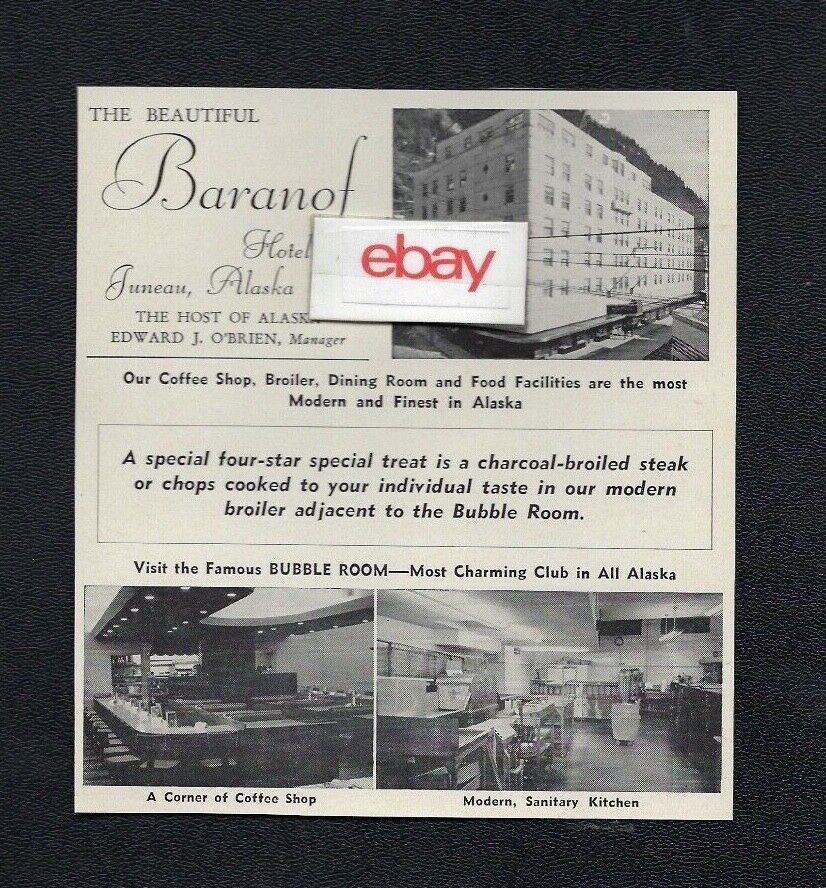 THE BEAUTIFUL
Baranof
Hotel
Juneau, Alaska
THE HOST OF ALASKA
EDWARD J. O'BRIEN, Manager
ebay
Our Coffee Shop, Broiler, Dining Room and Food Facilities are the most
Modern and Finest in Alaska
A special four-star special treat is a charcoal-broiled steak
or chops cooked to your individual taste in our modern
broiler adjacent to the Bubble Room.
Visit the Famous BUBBLE ROOM—Most Charming Club in All Alaska
A Corner of Coffee Shop
Modern, Sanitary Kitchen